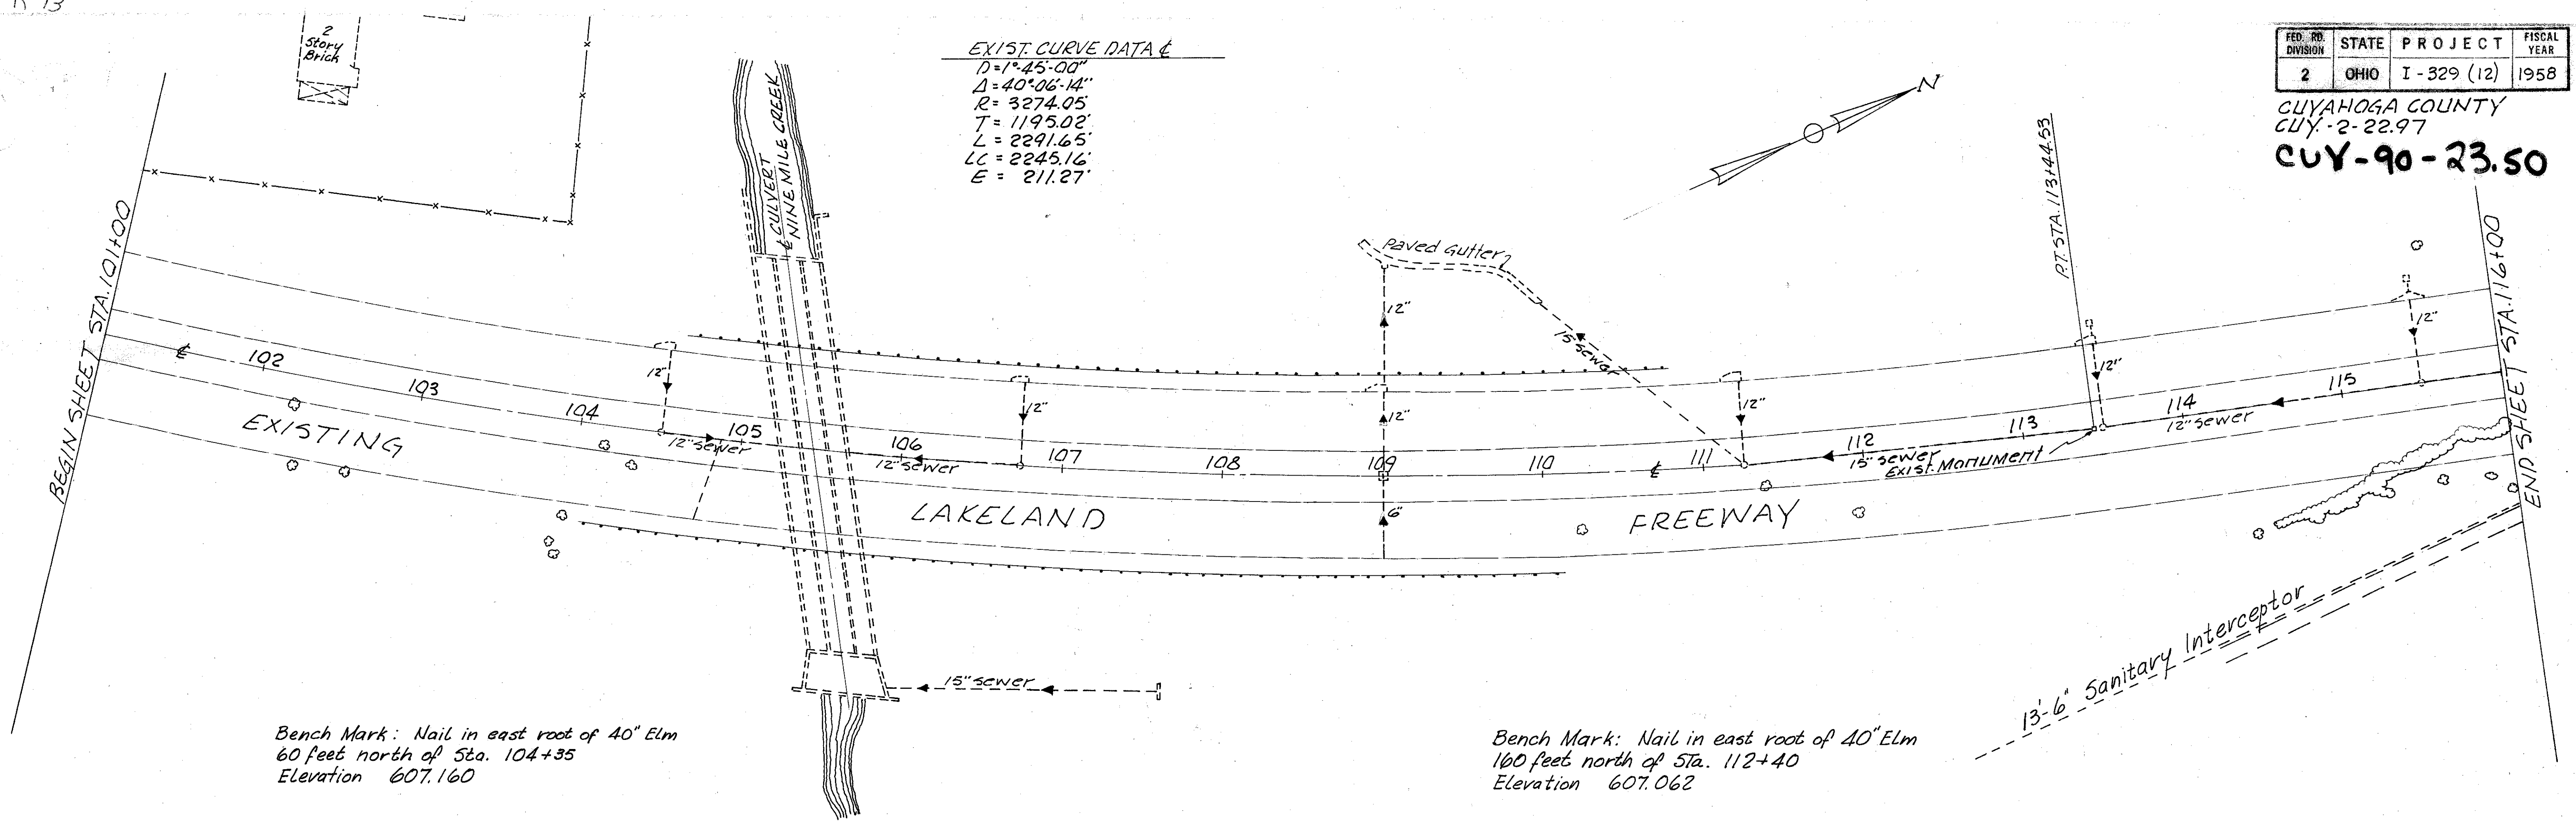 2
Story
Brick
EXIST. CURVE DATA ℄
D=1°-45'-00"
Δ=40°-06'-14"
R= 3274.05'
T= 1195.02'
L= 2291.65'
LC= 2245.16'
E= 211.27'
N
FED. RD. DIVISION STATE PROJECT FISCAL YEAR
2 OHIO I-329 (12) 1958
CUYAHOGA COUNTY
CUY.-2-22.97
CUY-90-23.50
BEGIN SHEET STA. 101+00
℄ CULVERT
NINE MILE CREEK
Paved Gutter
P.T. STA. 113+44.53
END SHEET STA. 116+00
12"
15" sewer
12"
12"
℄ 102 103 104 105 106 107 108 109 110 ℄ 111 112 113 114 115
12"
12"
12"
12"
12" sewer
12" sewer
15" sewer
12" sewer
Exist. Monument
EXISTING
LAKELAND
FREEWAY
6"
13'-6" Sanitary Interceptor
15" sewer
Bench Mark: Nail in east root of 40" Elm
60 feet north of Sta. 104+35
Elevation 607.160
Bench Mark: Nail in east root of 40" Elm
160 feet north of Sta. 112+40
Elevation 607.062